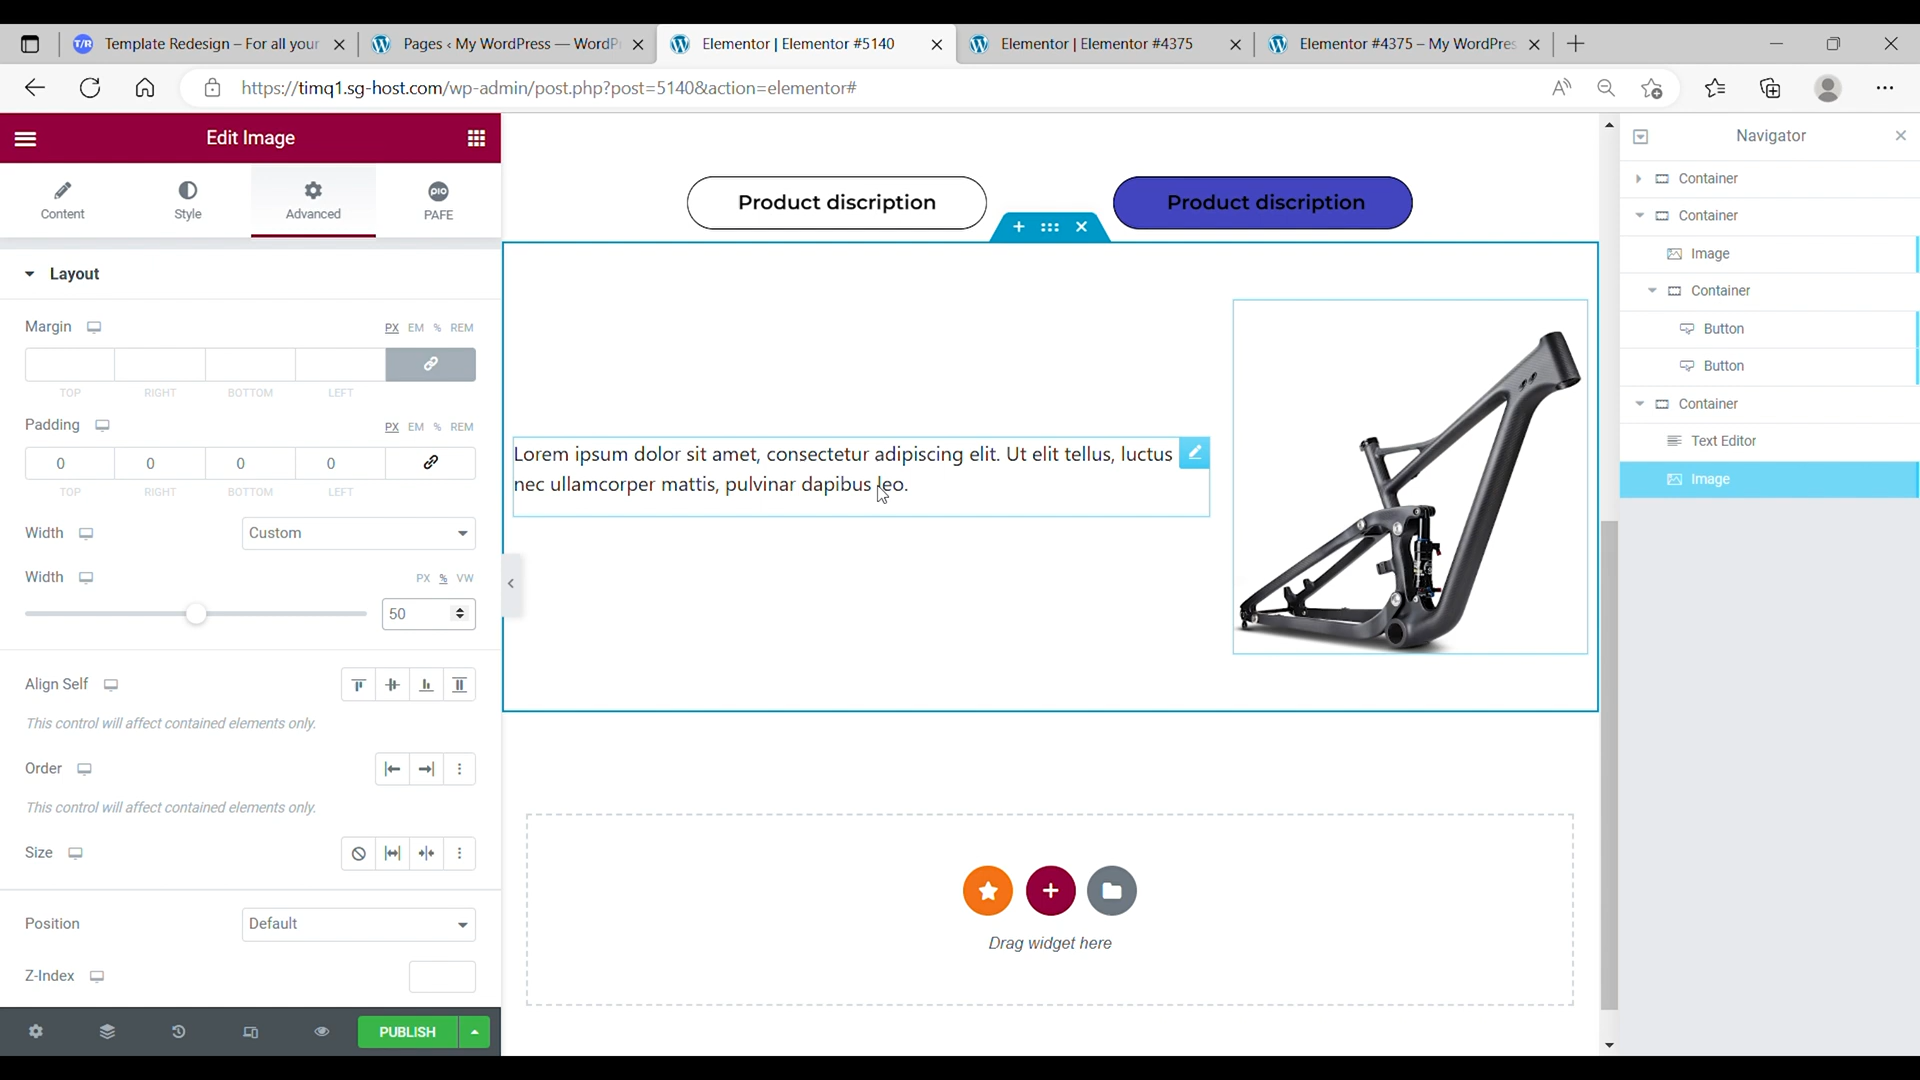 Template Redesign – For all your
Pages ‹ My WordPress — WordP
Elementor | Elementor #5140
Elementor | Elementor #4375
Elementor #4375 – My WordPres
https://timq1.sg-host.com/wp-admin/post.php?post=5140&action=elementor#
Edit Image
Content
Style
Advanced
PAFE
Layout
Margin
PX EM % REM
TOP RIGHT BOTTOM LEFT
Padding
PX EM % REM
0 0 0 0
TOP RIGHT BOTTOM LEFT
Width
Custom
Width
PX % VW
50
Align Self
This control will affect contained elements only.
Order
This control will affect contained elements only.
Size
Position
Default
Z-Index
PUBLISH
Product discription
Product discription
Lorem ipsum dolor sit amet, consectetur adipiscing elit. Ut elit tellus, luctus
nec ullamcorper mattis, pulvinar dapibus leo.
Drag widget here
Navigator
Container
Container
Image
Container
Button
Button
Container
Text Editor
Image